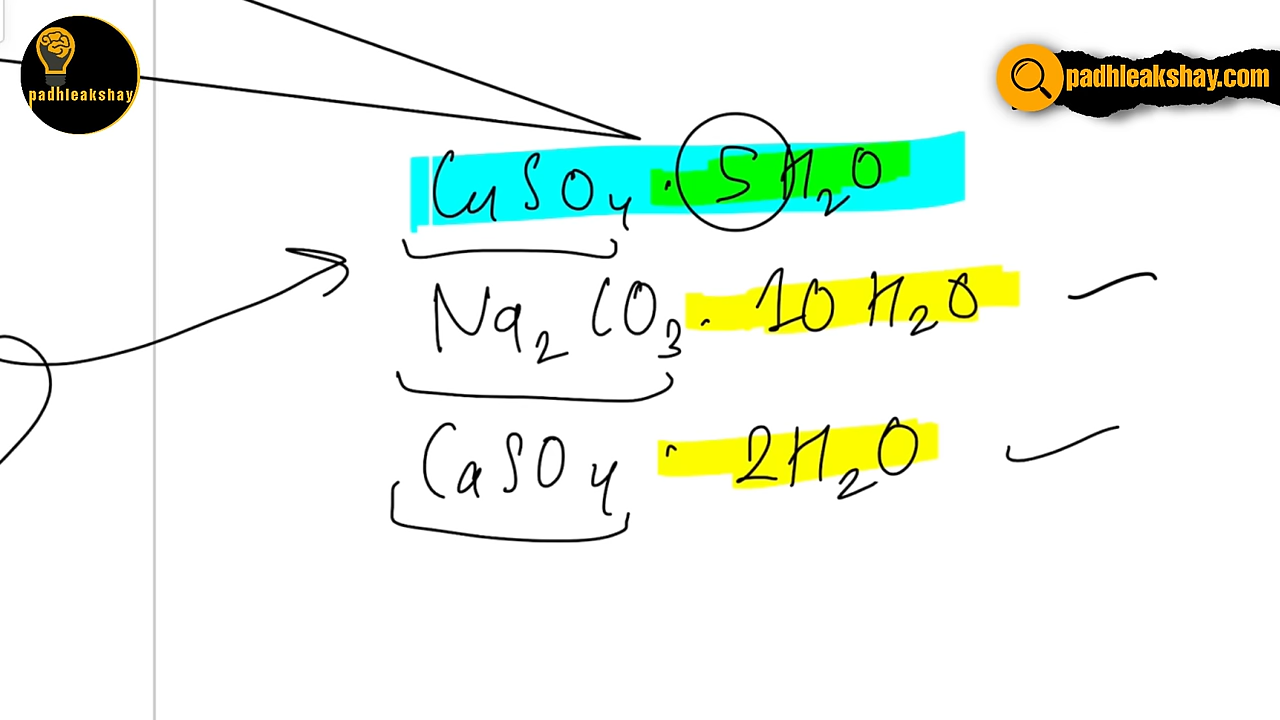 padhleakshay
padhleakshay.com
CuSO4 · 5H2O
Na2CO3 · 10H2O
CaSO4 · 2H2O